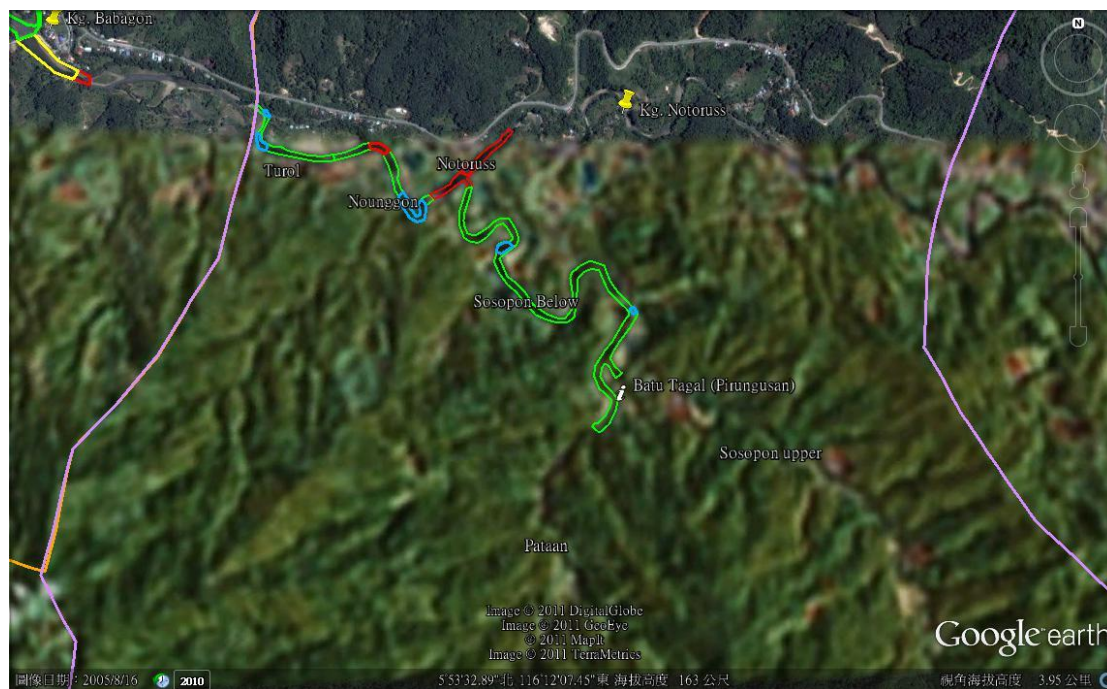 Kg. Babagon
N
Kg. Notoruss
Notoruss
Turol
Nounggon
Sosopon Below
Batu Tagal (Pirungusan)
Sosopon upper
Pataan
Image © 2011 DigitalGlobe
Image © 2011 GeoEye
© 2011 MapIt
Image © 2011 TerraMetrics
Google earth
圖像日期：2005/8/16
2010
5°53'32.89"北 116°12'07.45"東 海拔高度 163 公尺
視角海拔高度 3.95 公里